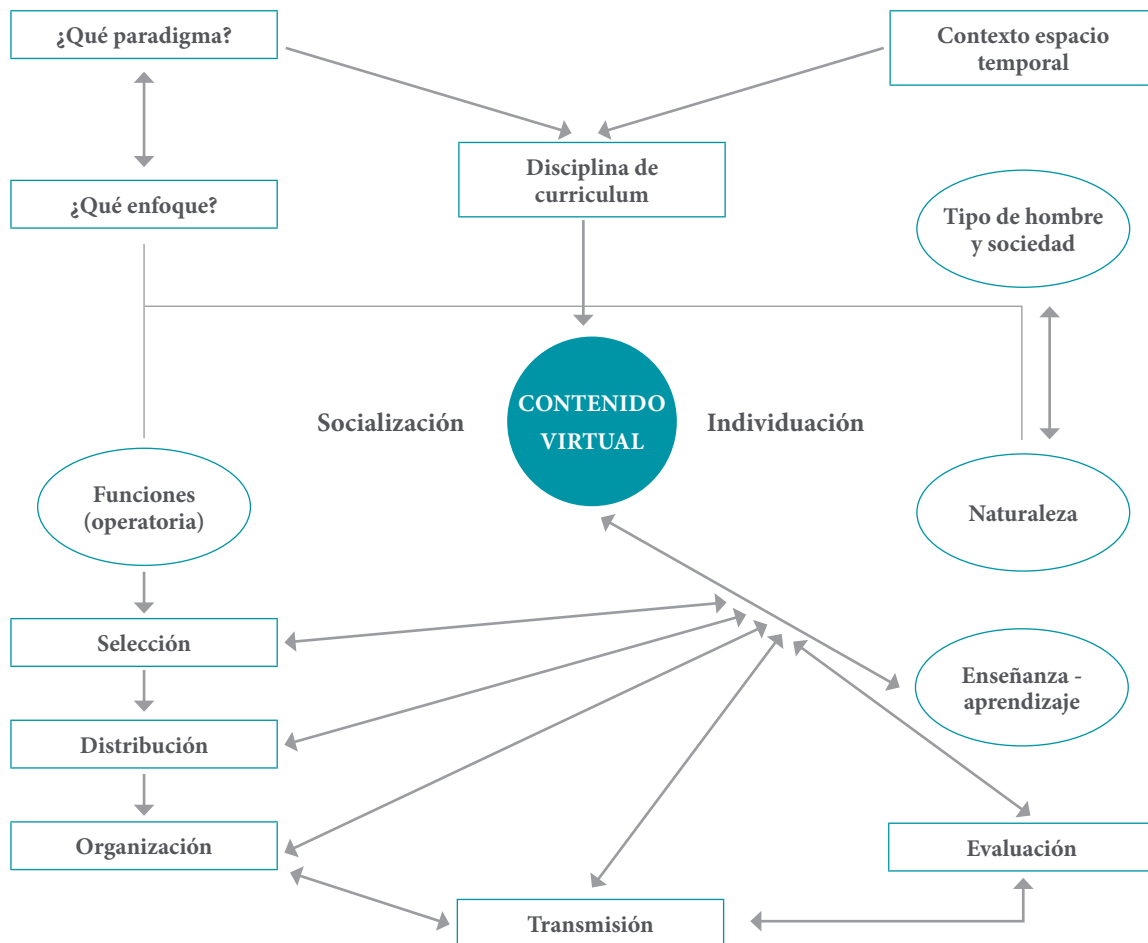 ¿Qué paradigma?
Contexto espacio
temporal
Disciplina de
curriculum
¿Qué enfoque?
Tipo de hombre
y sociedad
Socialización
CONTENIDO
VIRTUAL
Individuación
Funciones
(operatoria)
Naturaleza
Selección
Enseñanza -
aprendizaje
Distribución
Organización
Evaluación
Transmisión